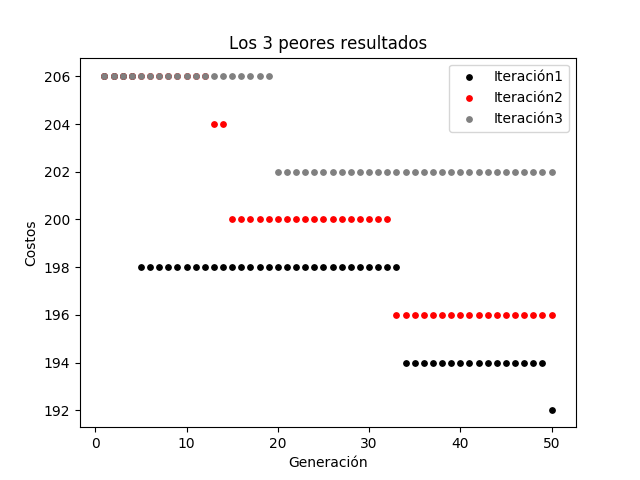 Los 3 peores resultados
206
204
202
200
198
196
194
192
Costos
0 10 20 30 40 50
Generación
Iteración1
Iteración2
Iteración3